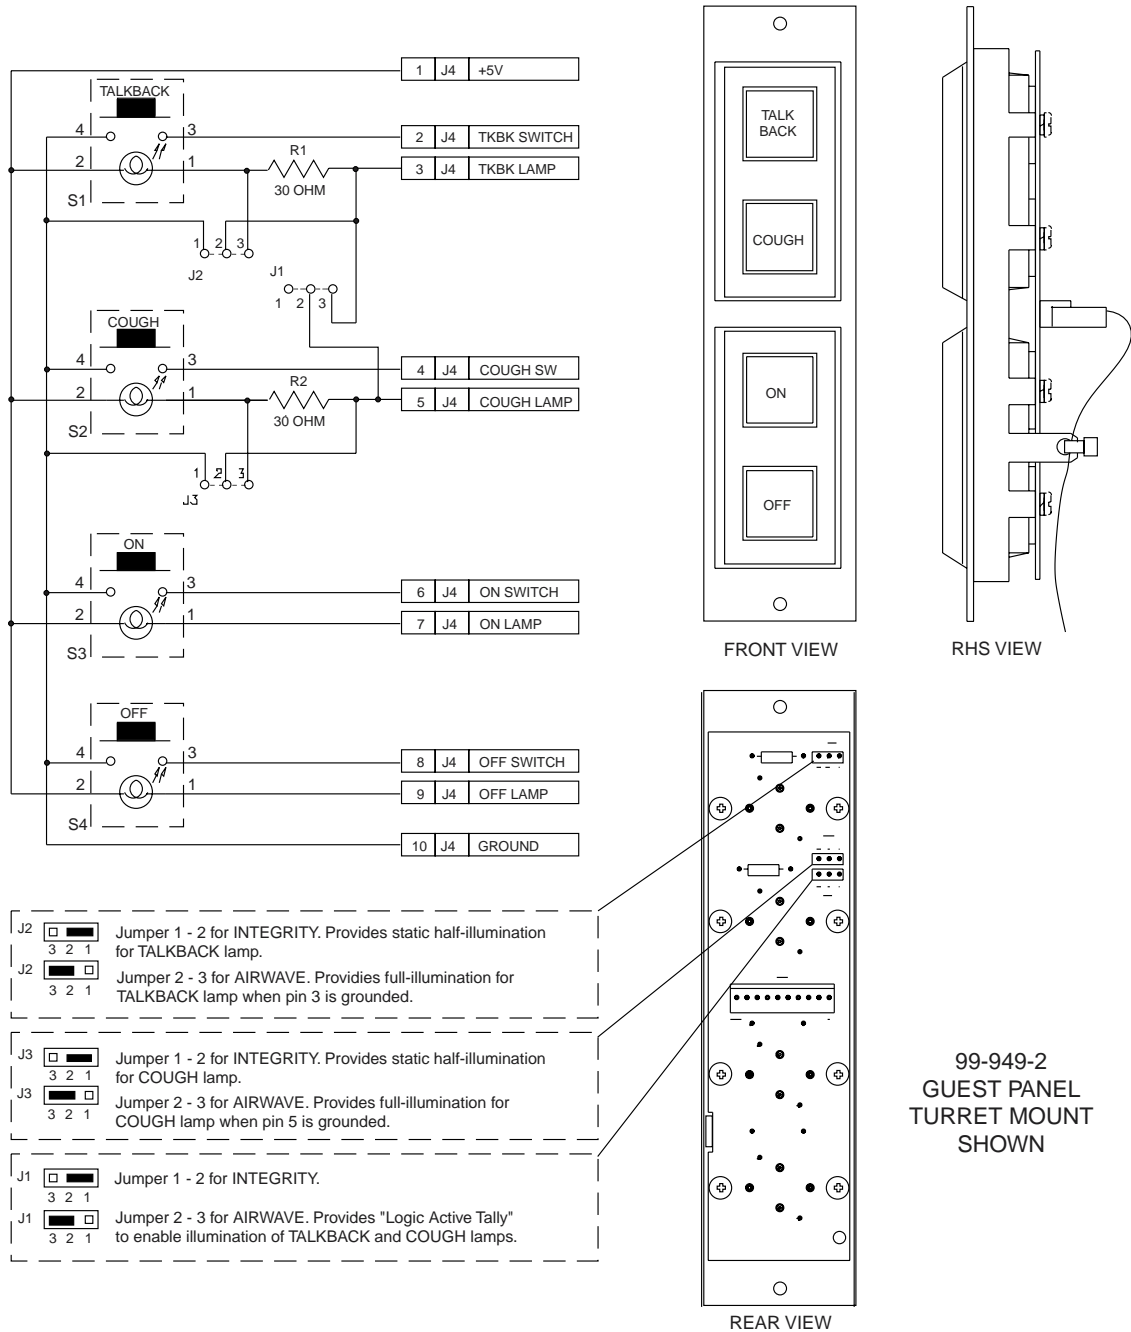 1 J4 +5V
TALKBACK
4 3
2 J4 TKBK SWITCH
2 1
R1
30 OHM
3 J4 TKBK LAMP
S1
1 2 3
J2
J1
1 2 3
COUGH
4 3
4 J4 COUGH SW
2 1
R2
30 OHM
5 J4 COUGH LAMP
S2
1 2 3
J3
ON
4 3
6 J4 ON SWITCH
2 1
7 J4 ON LAMP
S3
OFF
4 3
8 J4 OFF SWITCH
2 1
9 J4 OFF LAMP
S4
10 J4 GROUND
TALK
BACK
COUGH
ON
OFF
FRONT VIEW
RHS VIEW
J2
3 2 1
Jumper 1 - 2 for INTEGRITY. Provides static half-illumination
for TALKBACK lamp.
J2
3 2 1
Jumper 2 - 3 for AIRWAVE. Providies full-illumination for
TALKBACK lamp when pin 3 is grounded.
J3
3 2 1
Jumper 1 - 2 for INTEGRITY. Provides static half-illumination
for COUGH lamp.
J3
3 2 1
Jumper 2 - 3 for AIRWAVE. Provides full-illumination for
COUGH lamp when pin 5 is grounded.
J1
3 2 1
Jumper 1 - 2 for INTEGRITY.
J1
3 2 1
Jumper 2 - 3 for AIRWAVE. Provides "Logic Active Tally"
to enable illumination of TALKBACK and COUGH lamps.
99-949-2
GUEST PANEL
TURRET MOUNT
SHOWN
REAR VIEW